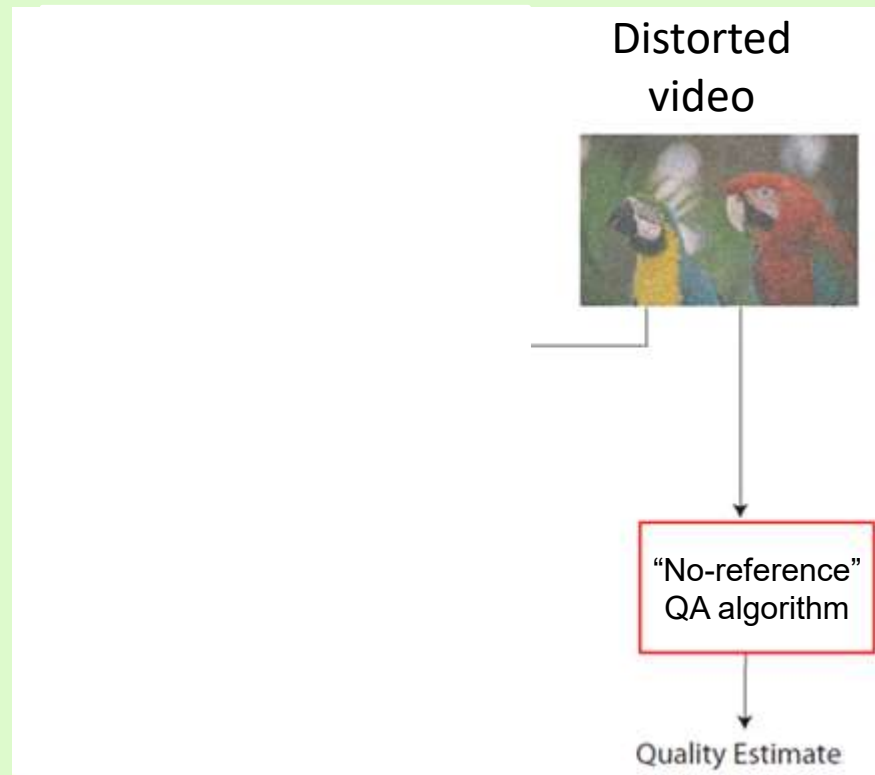 Distorted
video
“No-reference”
QA algorithm
Quality Estimate